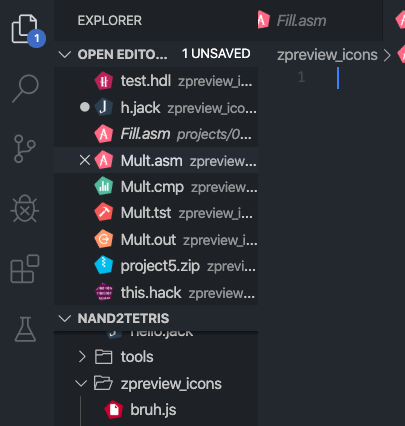 EXPLORER
Fill.asm
OPEN EDITO... 1 UNSAVED
zpreview_icons >
1
1
test.hdl zpreview_i...
h.jack zpreview_ico...
Fill.asm projects/0...
Mult.asm zpreview...
Mult.cmp zpreview...
Mult.tst zpreview_i...
Mult.out zpreview_i...
project5.zip zprevi...
this.hack zpreview_...
NAND2TETRIS
hello.jack
tools
zpreview_icons
bruh.js